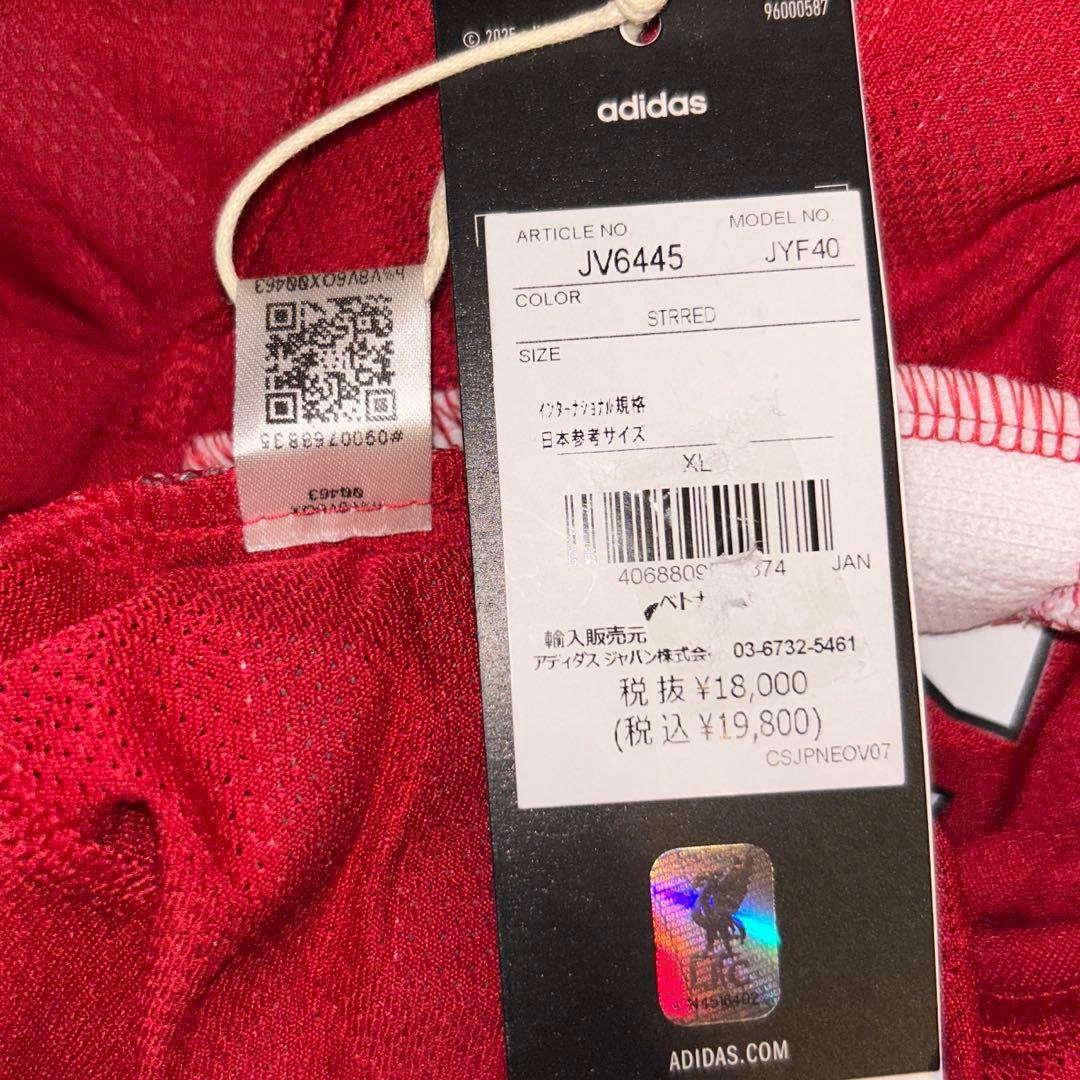 © 2025
96000587
adidas
ARTICLE NO.
MODEL NO.
JV6445
JYF40
COLOR
STRRED
SIZE
インターナショナル規格
日本参考サイズ
XL
JAN
輸入販売元
アディダス ジャパン株式会 03-6732-5461
税抜 ¥18,000
(税込 ¥19,800)
CSJPNEOV07
ADIDAS.COM
#0900768835
00463